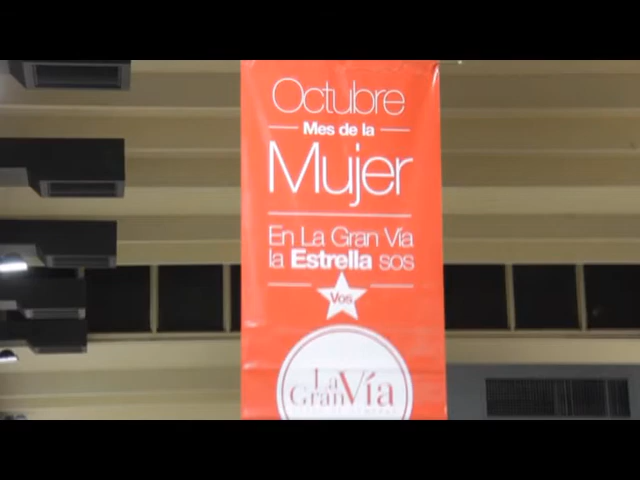 Octubre
Mes de la
Mujer
En La Gran Vía
la Estrella sos
Vos
La
Gran Vía